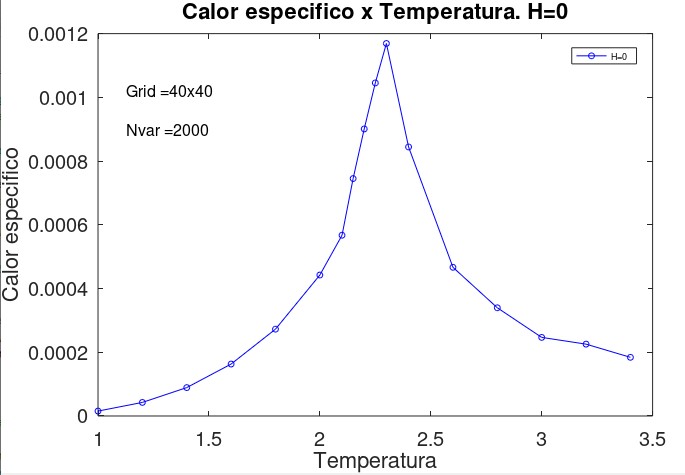 Calor especifico x Temperatura. H=0
0.0012
0.001
0.0008
0.0006
0.0004
0.0002
0
Calor especifico
Grid =40x40
Nvar =2000
H=0
1 1.5 2 2.5 3 3.5
Temperatura